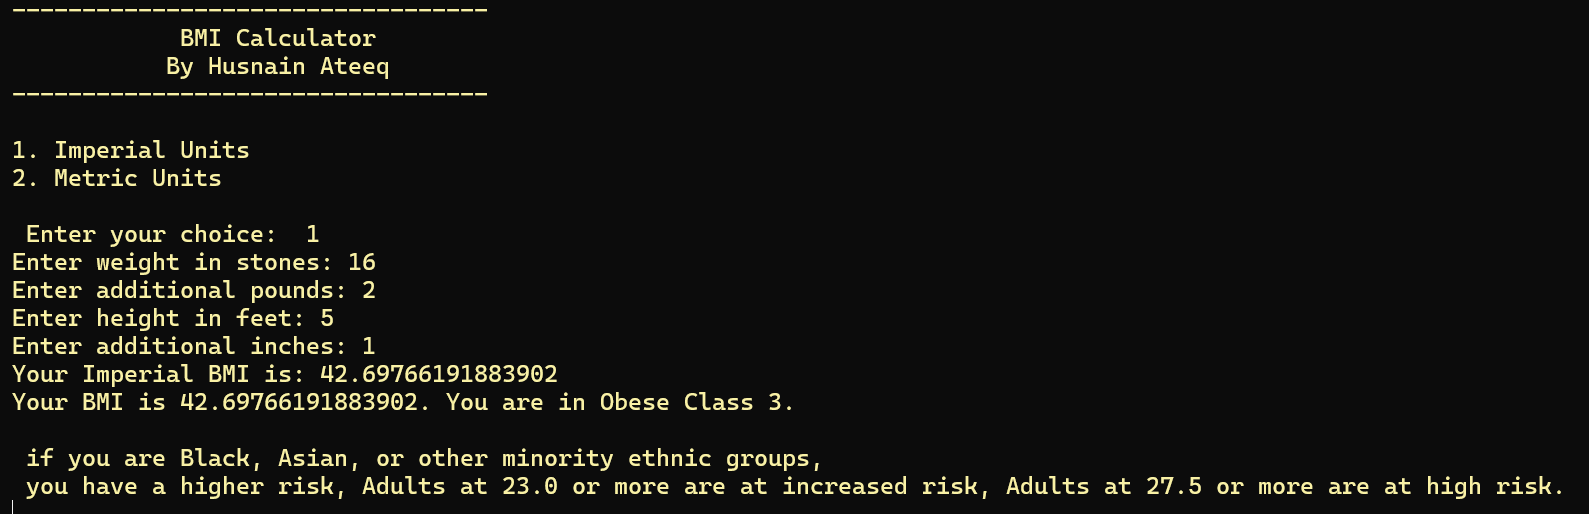 ----------------------------------
BMI Calculator
By Husnain Ateeq
----------------------------------
1. Imperial Units
2. Metric Units
Enter your choice:  1
Enter weight in stones: 16
Enter additional pounds: 2
Enter height in feet: 5
Enter additional inches: 1
Your Imperial BMI is: 42.69766191883902
Your BMI is 42.69766191883902. You are in Obese Class 3.
if you are Black, Asian, or other minority ethnic groups,
you have a higher risk, Adults at 23.0 or more are at increased risk, Adults at 27.5 or more are at high risk.